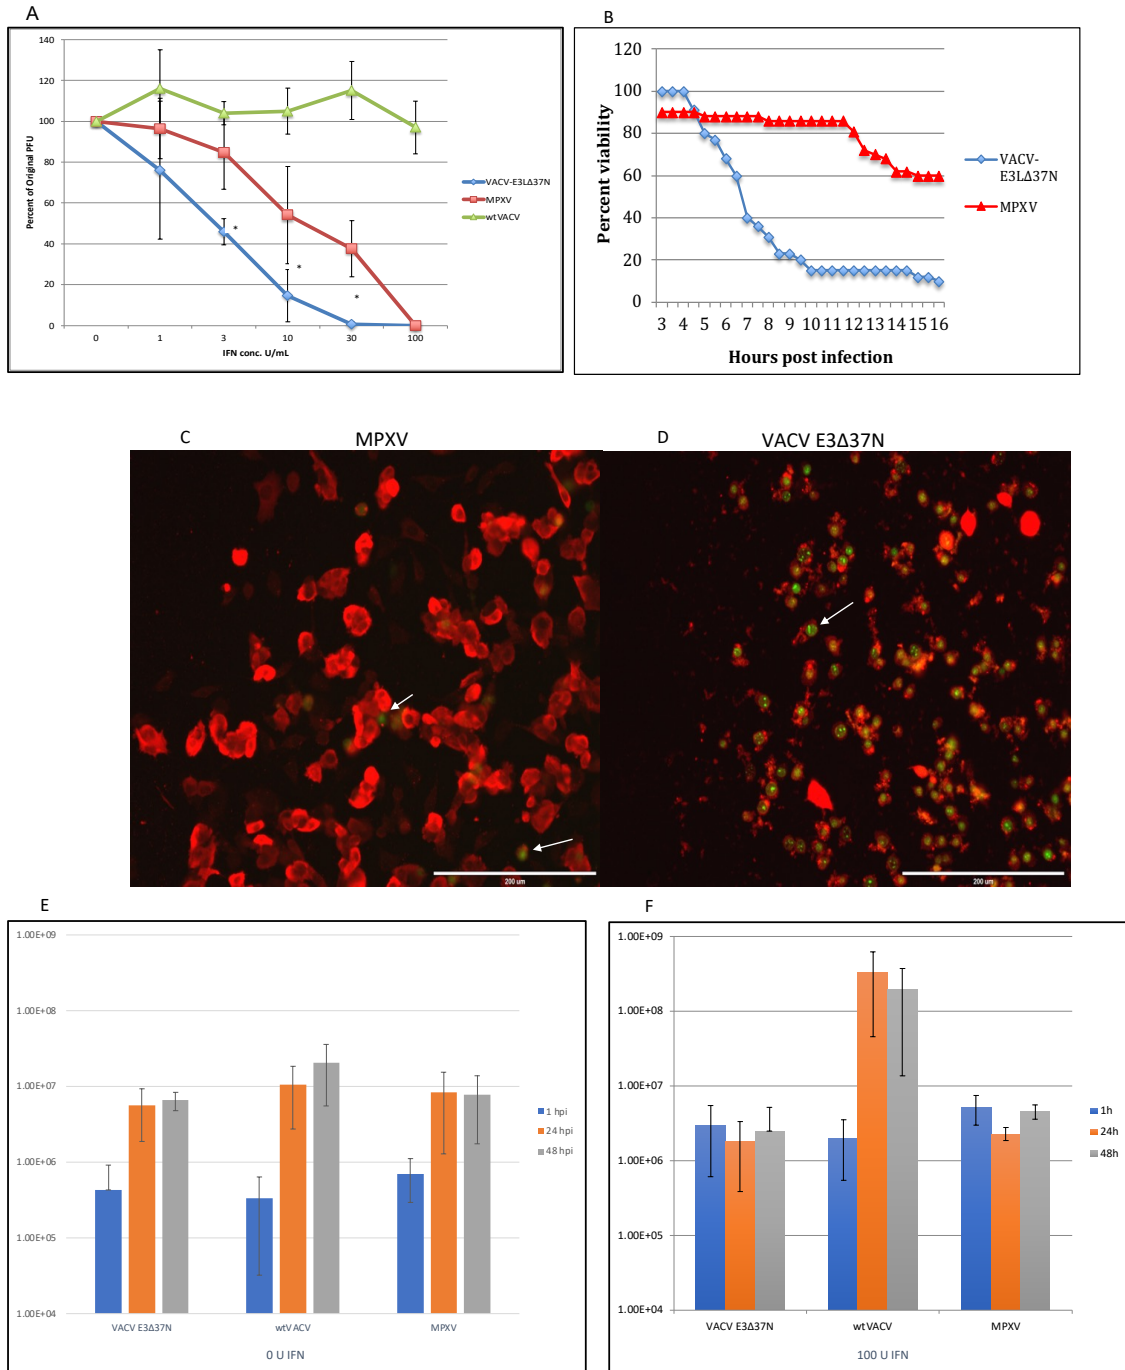 A
140
120
100
80
60
40
20
0
Percent of Original PFU
*
*
*
0 1 3 10 30 100
IFN conc. U/mL
VACV-E3LΔ37N
MPXV
wtVACV
B
120
100
80
60
40
20
0
Percent viability
3 4 5 6 7 8 9 10 11 12 13 14 15 16
Hours post infection
VACV-
E3LΔ37N
MPXV
C MPXV
200 um
D VACV E3Δ37N
200 um
E
1.00E+09
1.00E+08
1.00E+07
1.00E+06
1.00E+05
1.00E+04
VACV E3Δ37N wtVACV MPXV
0 U IFN
1 hpi
24 hpi
48 hpi
F
1.00E+09
1.00E+08
1.00E+07
1.00E+06
1.00E+05
1.00E+04
VACV E3Δ37N wtVACV MPXV
100 U IFN
1h
24h
48h